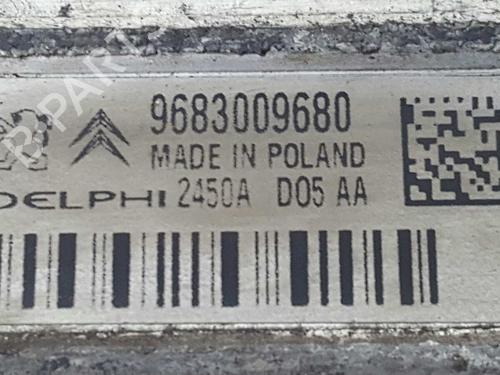 9683009680
MADE IN POLAND
DELPHI 2450A D05 AA